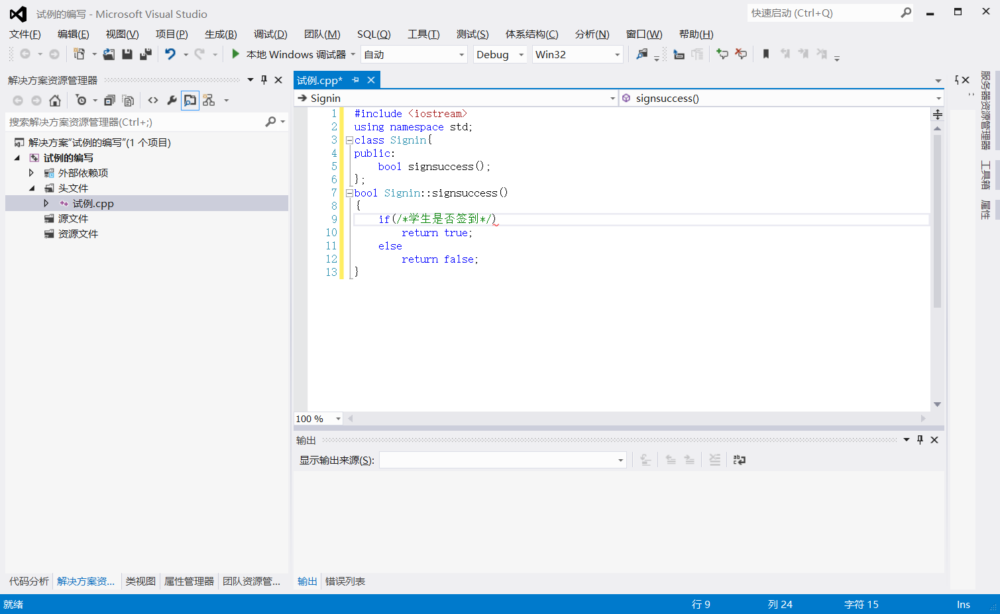 试例的编写 - Microsoft Visual Studio
快速启动 (Ctrl+Q)
文件(F) 编辑(E) 视图(V) 项目(P) 生成(B) 调试(D) 团队(M) SQL(Q) 工具(T) 测试(S) 体系结构(C) 分析(N) 窗口(W) 帮助(H)
本地 Windows 调试器 自动 Debug Win32
解决方案资源管理器
搜索解决方案资源管理器(Ctrl+;)
解决方案"试例的编写"(1 个项目)
试例的编写
外部依赖项
头文件
试例.cpp
源文件
资源文件
代码分析 解决方案资... 类视图 属性管理器 团队资源管...
试例.cpp*
Signin signsuccess()
1 #include <iostream>
2 using namespace std;
3 class Signin{
4 public:
5 bool signsuccess();
6 };
7 bool Signin::signsuccess()
8 {
9 if(/*学生是否签到*/)
10 return true;
11 else
12 return false;
13 }
100 %
输出
显示输出来源(S):
输出 错误列表
服务器资源管理器
工具箱
属性
就绪 行 9 列 24 字符 15 Ins